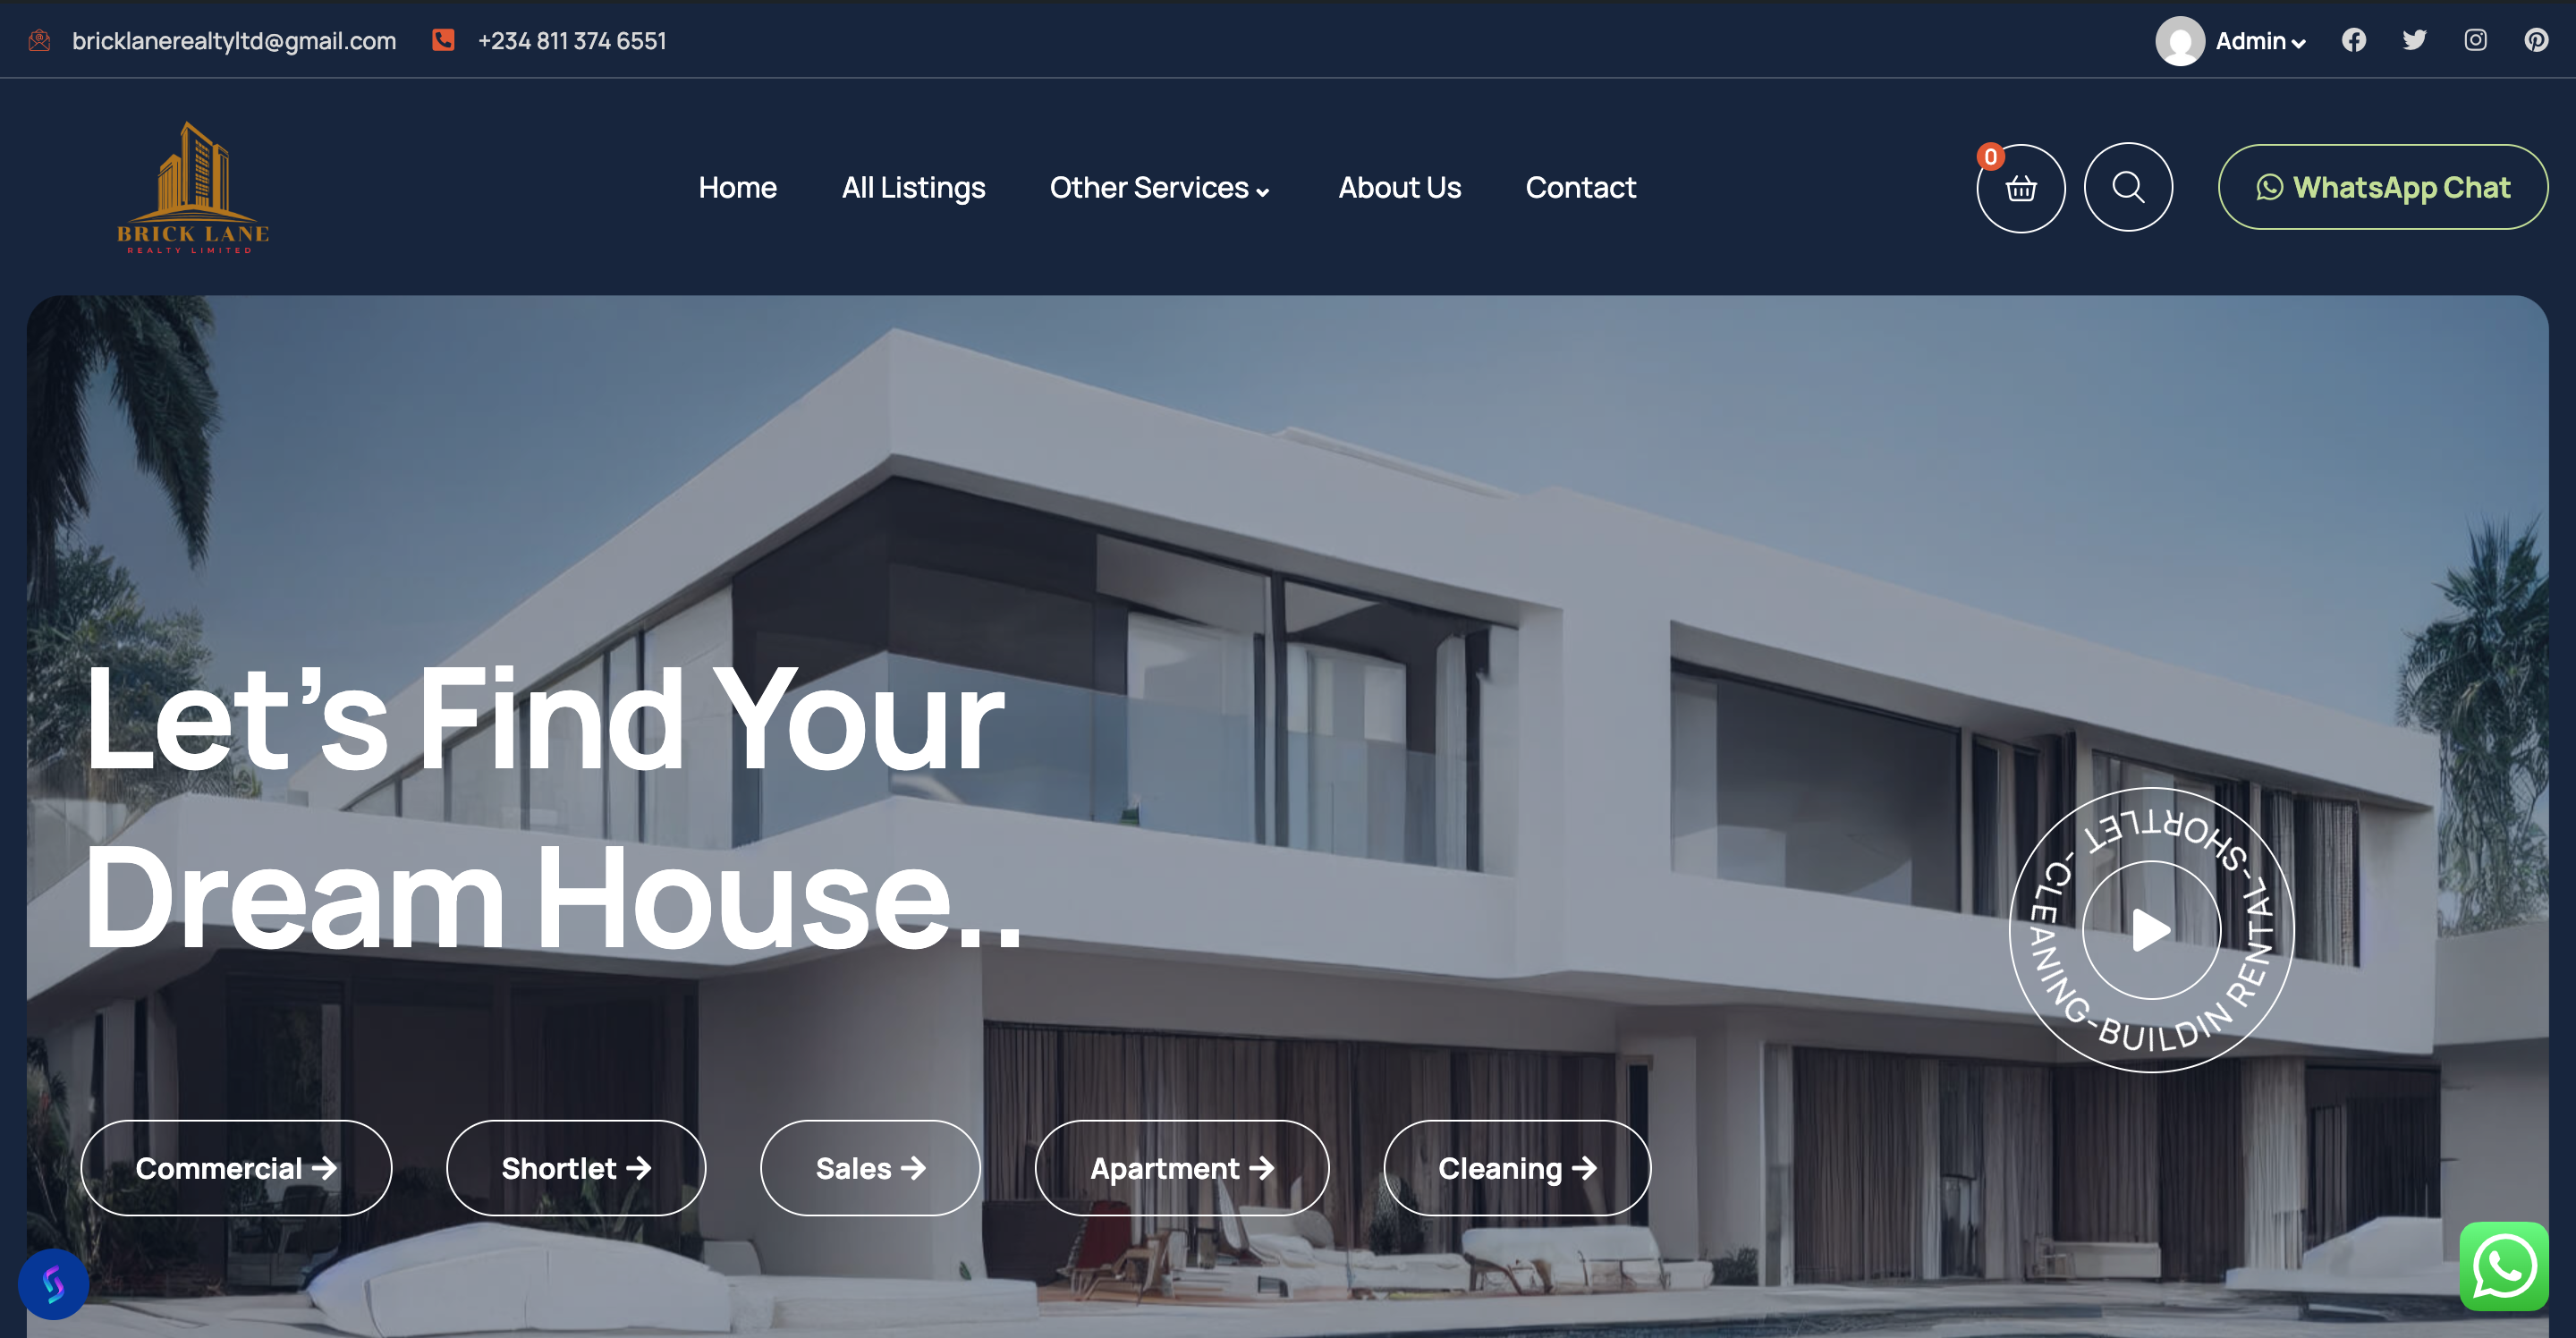 bricklanerealtyltd@gmail.com +234 811 374 6551 Admin
BRICK LANE
REALTY LIMITED
Home All Listings Other Services About Us Contact 0 WhatsApp Chat
Let’s Find Your
Dream House..
-CLEANING-BUILDIN RENTAL-SHORTLET
Commercial Shortlet Sales Apartment Cleaning